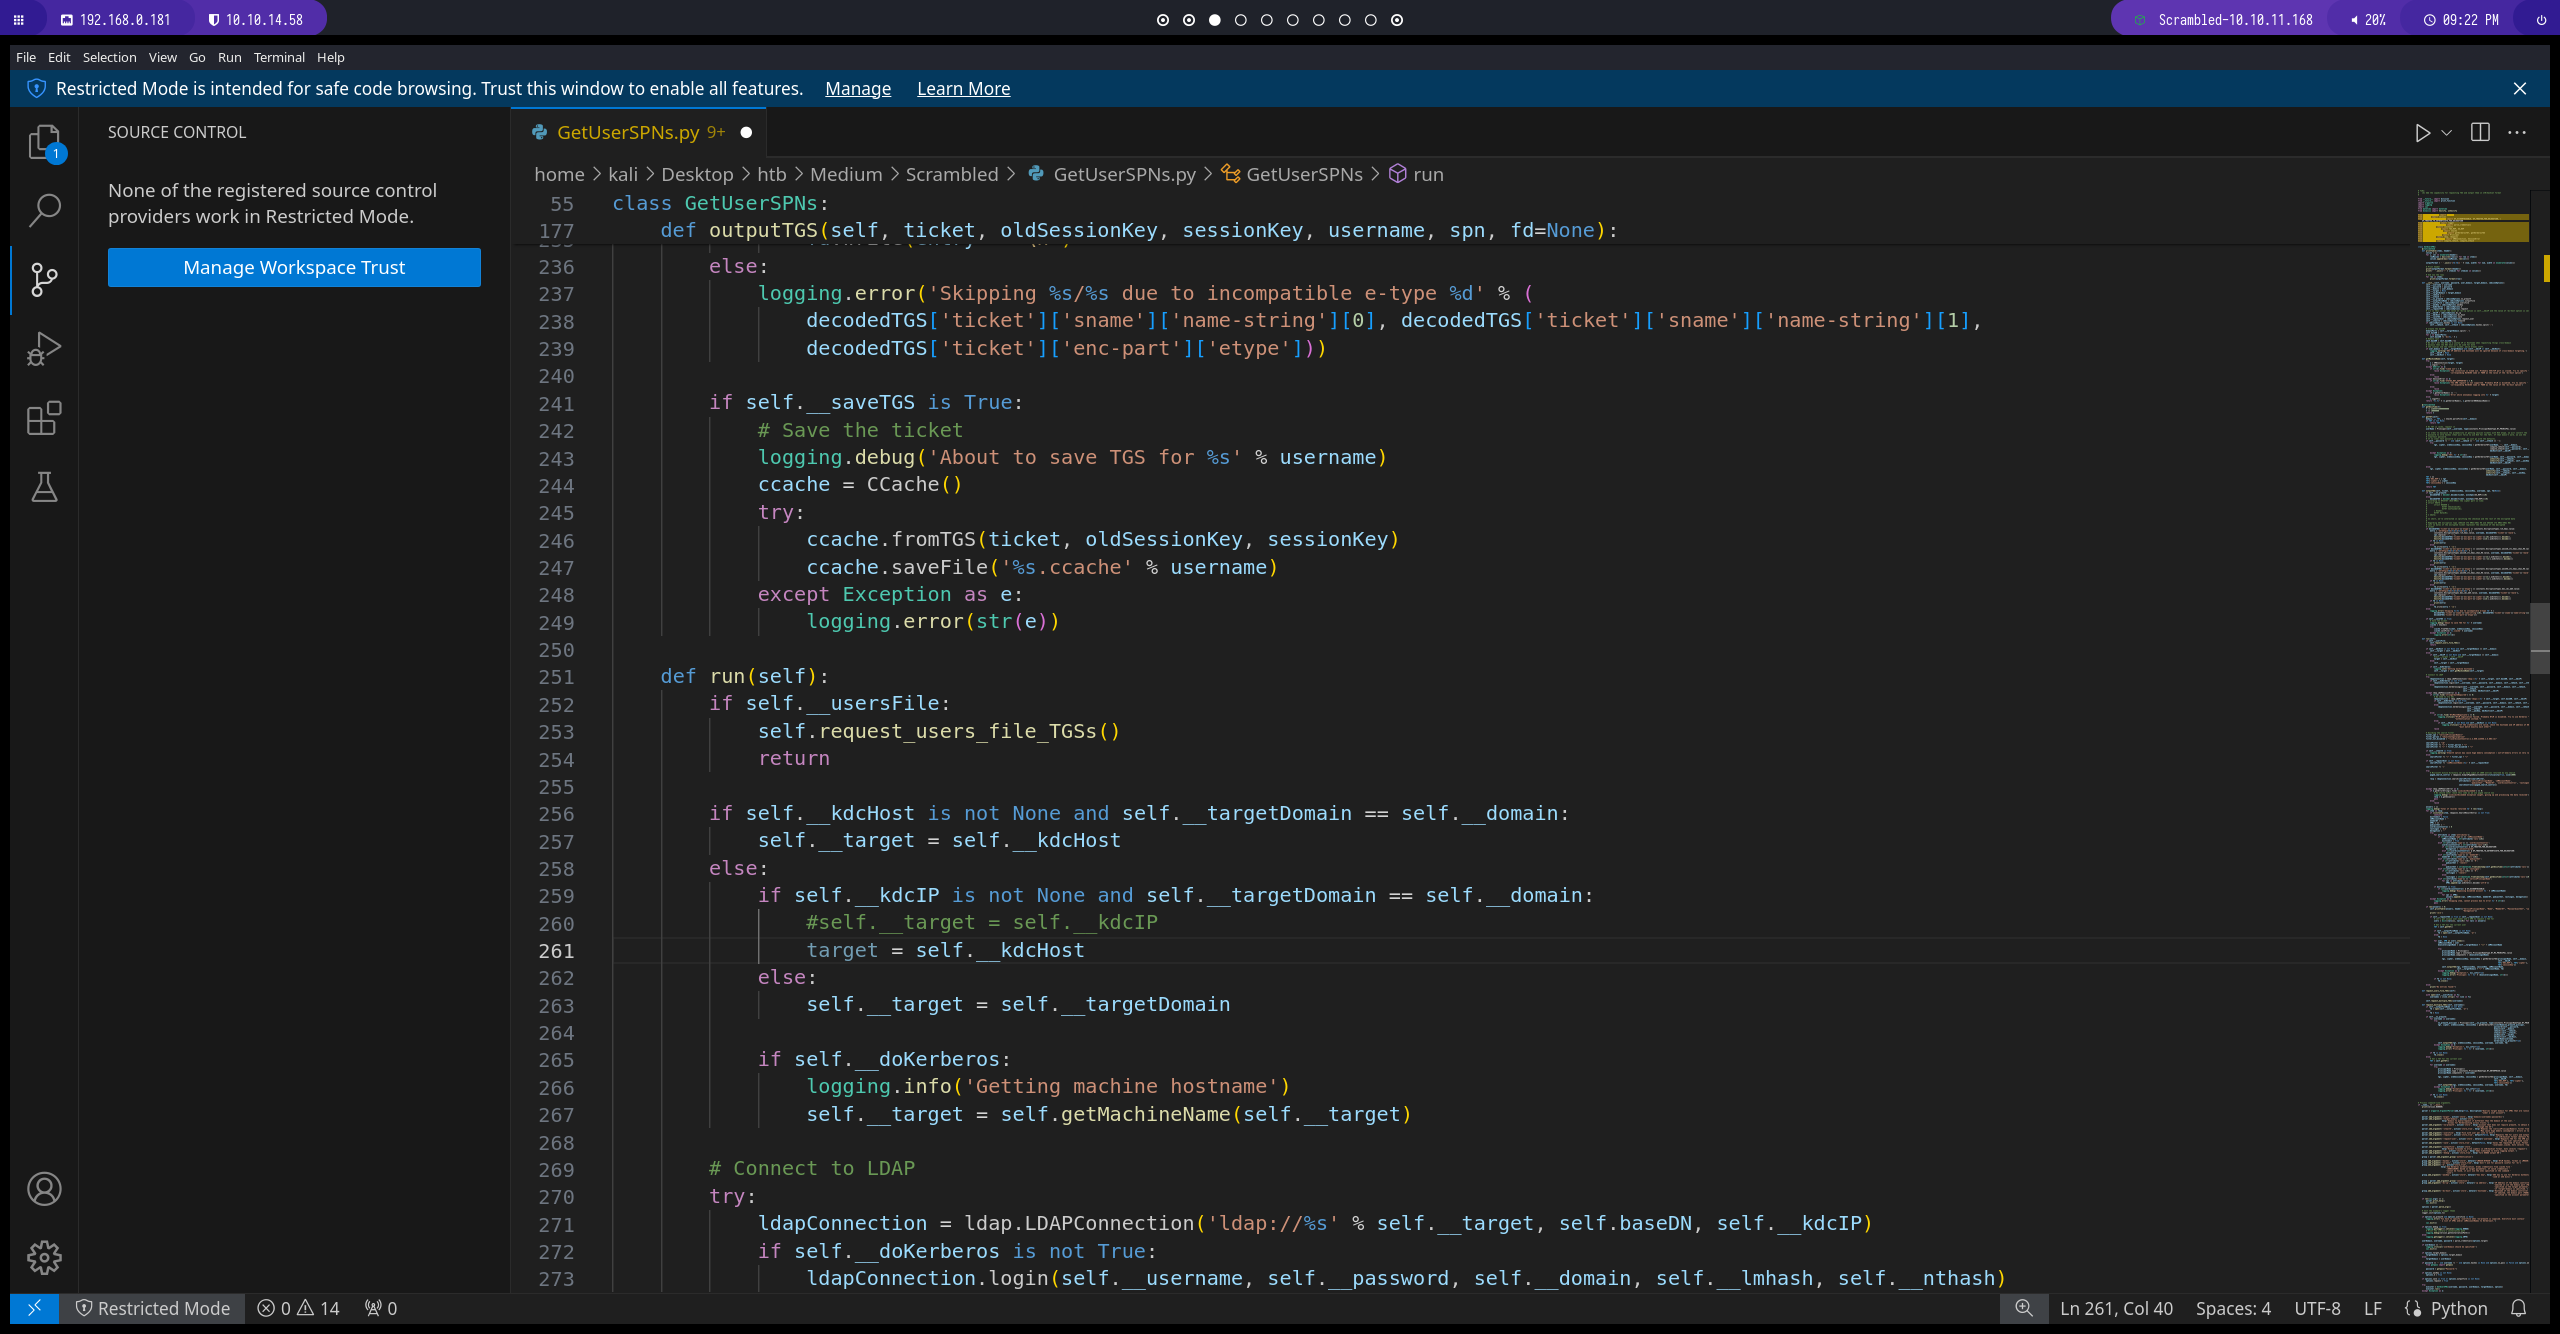 192.168.0.181 10.10.14.58 Scrambled-10.10.11.168 20% 09:22 PM
File Edit Selection View Go Run Terminal Help
Restricted Mode is intended for safe code browsing. Trust this window to enable all features. Manage Learn More
SOURCE CONTROL
None of the registered source control
providers work in Restricted Mode.
Manage Workspace Trust
1
GetUserSPNs.py 9+
home > kali > Desktop > htb > Medium > Scrambled > GetUserSPNs.py > GetUserSPNs > run
55 class GetUserSPNs:
177     def outputTGS(self, ticket, oldSessionKey, sessionKey, username, spn, fd=None):
236         else:
237             logging.error('Skipping %s/%s due to incompatible e-type %d' % (
238                 decodedTGS['ticket']['sname']['name-string'][0], decodedTGS['ticket']['sname']['name-string'][1],
239                 decodedTGS['ticket']['enc-part']['etype']))
240
241         if self.__saveTGS is True:
242             # Save the ticket
243             logging.debug('About to save TGS for %s' % username)
244             ccache = CCache()
245             try:
246                 ccache.fromTGS(ticket, oldSessionKey, sessionKey)
247                 ccache.saveFile('%s.ccache' % username)
248             except Exception as e:
249                 logging.error(str(e))
250
251     def run(self):
252         if self.__usersFile:
253             self.request_users_file_TGSs()
254             return
255
256         if self.__kdcHost is not None and self.__targetDomain == self.__domain:
257             self.__target = self.__kdcHost
258         else:
259             if self.__kdcIP is not None and self.__targetDomain == self.__domain:
260                 #self.__target = self.__kdcIP
261                 target = self.__kdcHost
262             else:
263                 self.__target = self.__targetDomain
264
265             if self.__doKerberos:
266                 logging.info('Getting machine hostname')
267                 self.__target = self.getMachineName(self.__target)
268
269         # Connect to LDAP
270         try:
271             ldapConnection = ldap.LDAPConnection('ldap://%s' % self.__target, self.baseDN, self.__kdcIP)
272             if self.__doKerberos is not True:
273                 ldapConnection.login(self.__username, self.__password, self.__domain, self.__lmhash, self.__nthash)
Restricted Mode 0 14 0 Ln 261, Col 40 Spaces: 4 UTF-8 LF Python